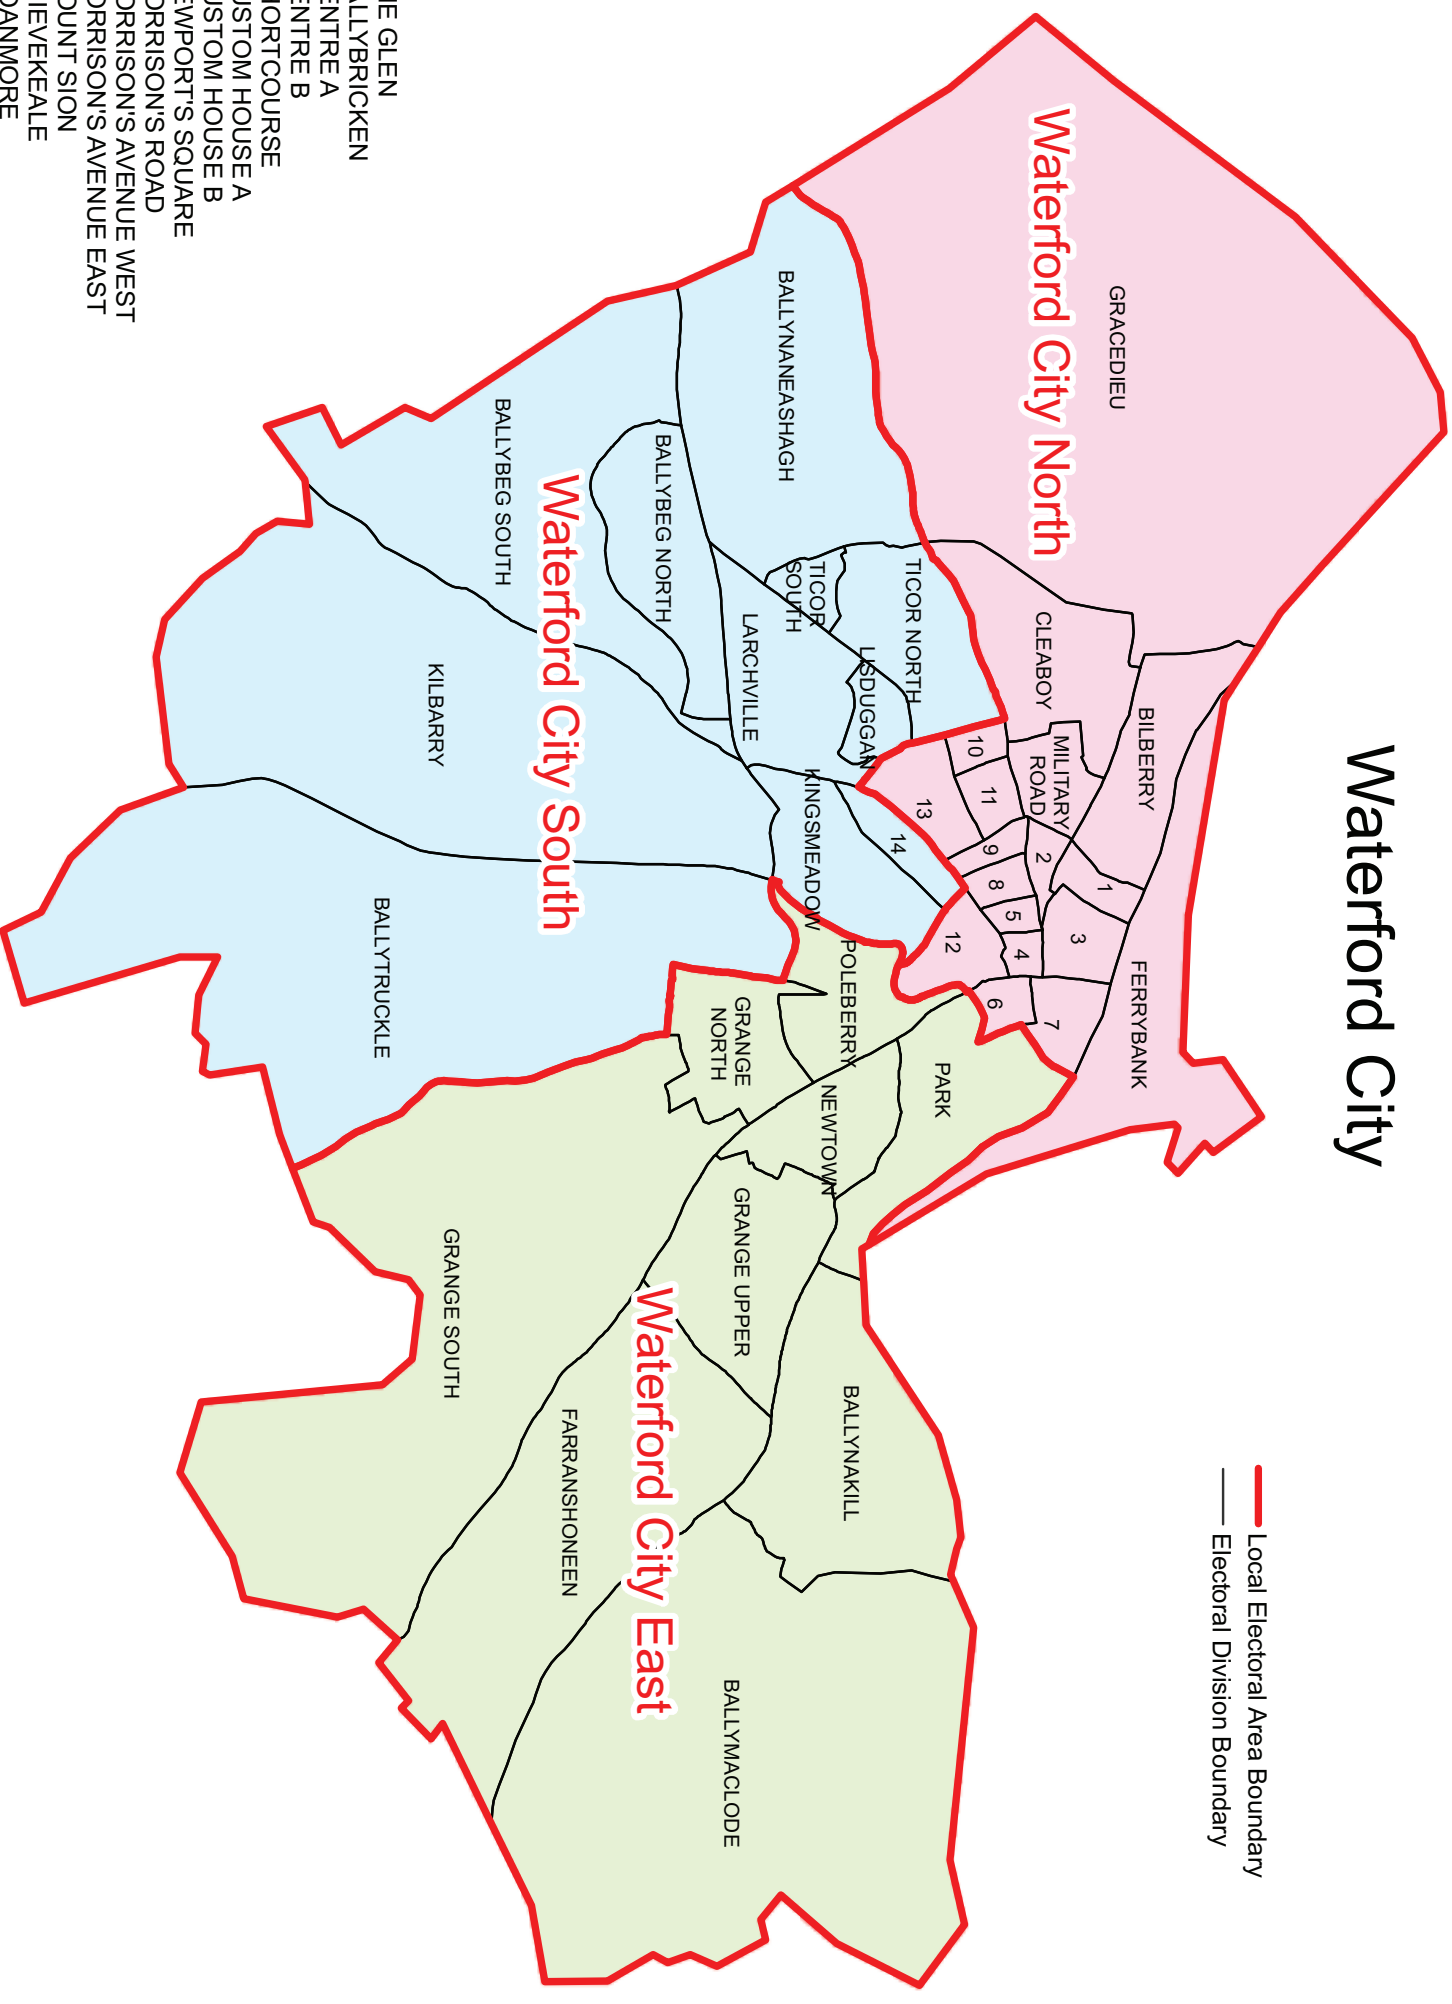 Waterford City
Local Electoral Area Boundary
Electoral Division Boundary
Waterford City North
GRACEDIEU
CLEABOY
BILBERRY
MILITARY
ROAD
FERRYBANK
1
2
3
4
5
6
7
8
9
10
11
12
13
14
Waterford City South
BALLYNANEASHAGH
TICOR NORTH
TICOR
SOUTH
LISDUGGAN
LARCHVILLE
KINGSMEADOW
BALLYBEG NORTH
BALLYBEG SOUTH
KILBARRY
BALLYTRUCKLE
Waterford City East
POLEBERRY
PARK
NEWTOWN
GRANGE
NORTH
GRANGE UPPER
GRANGE SOUTH
BALLYNAKILL
FARRANSHONEEN
BALLYMACLODE
HE GLEN
ALLYBRICKEN
ENTRE A
ENTRE B
HORTCOURSE
USTOM HOUSE A
USTOM HOUSE B
EWPORT'S SQUARE
ORRISON'S ROAD
ORRISON'S AVENUE WEST
ORRISON'S AVENUE EAST
OUNT SION
IEVEKEALE
OANMORE